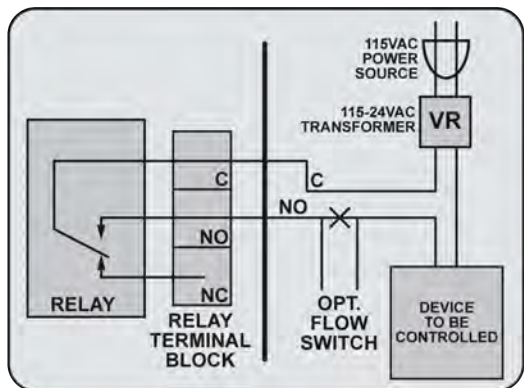 115VAC
POWER
SOURCE
115-24VAC
TRANSFORMER
VR
C
C
NO
NO
NC
RELAY
RELAY
TERMINAL
BLOCK
OPT.
FLOW
SWITCH
DEVICE
TO BE
CONTROLLED